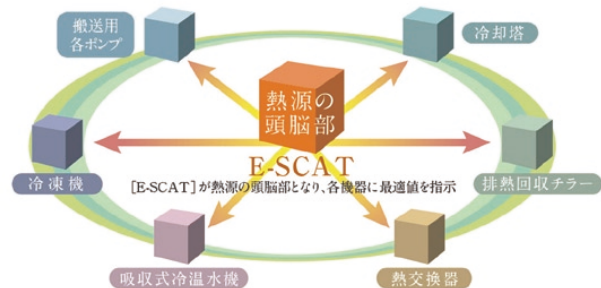 搬送用
各ポンプ
冷却塔
熱源の
頭脳部
冷凍機
E-SCAT
[E-SCAT]が熱源の頭脳部となり、各機器に最適値を指示
排熱回収チラー
吸収式冷温水機
熱交換器